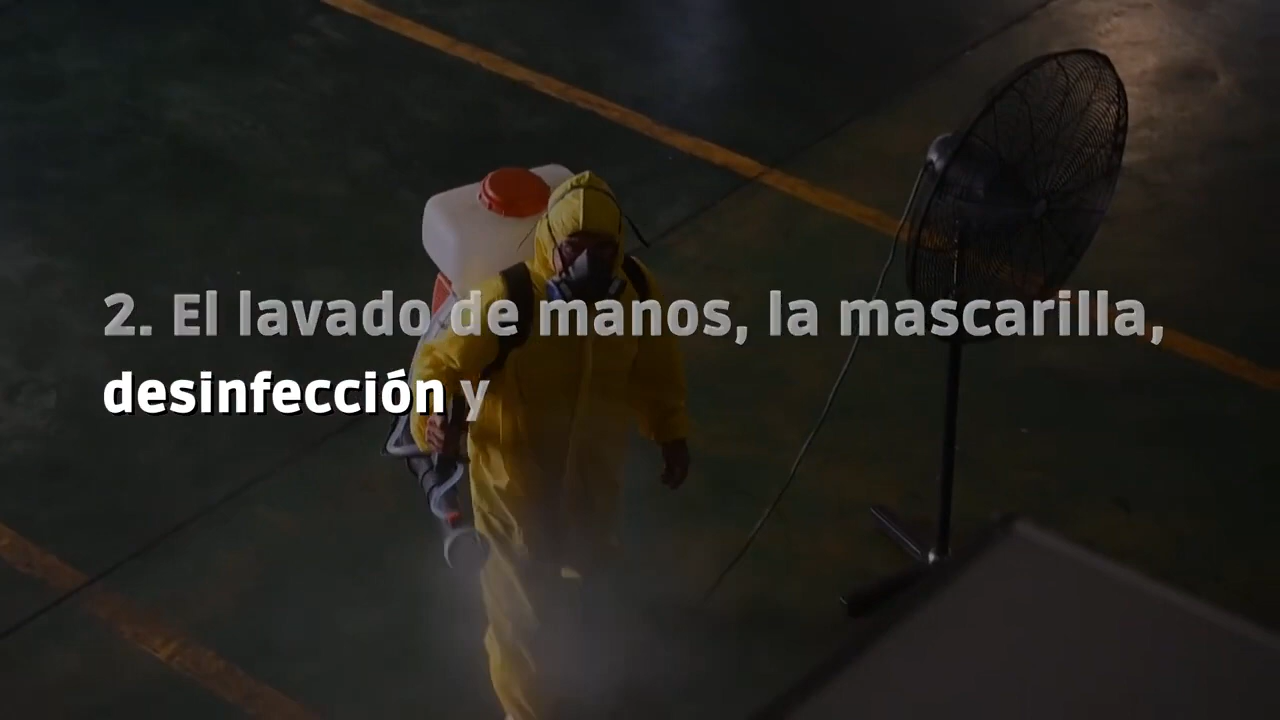 2. El lavado de manos, la mascarilla,
desinfección y